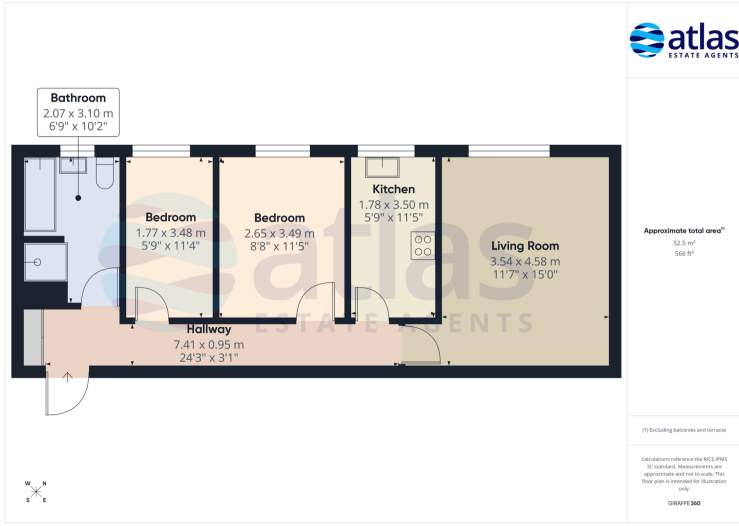 Bathroom
2.07 x 3.10 m
6'9" x 10'2"
Bedroom
1.77 x 3.48 m
5'9" x 11'4"
Bedroom
2.65 x 3.49 m
8'8" x 11'5"
Kitchen
1.78 x 3.50 m
5'9" x 11'5"
Living Room
3.54 x 4.58 m
11'7" x 15'0"
Hallway
7.41 x 0.95 m
24'3" x 3'1"
atlas
ESTATE AGENTS
W N
S E
atlas
ESTATE AGENTS
Approximate total area(1)
52.5 m²
566 ft²
(1) Excluding balconies and terraces
Calculations reference the RICS IPMS
3C standard. Measurements are
approximate and not to scale. This
floor plan is intended for illustration
only.
GIRAFFE360